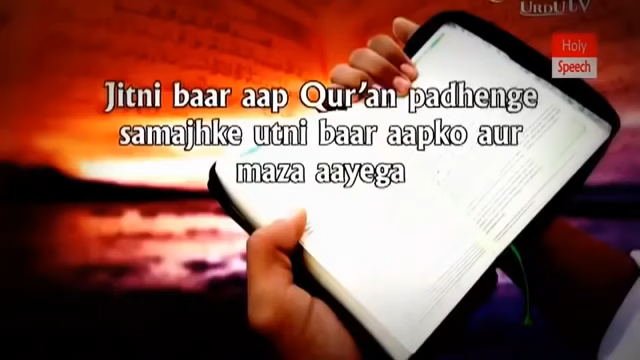 URDU TV
Holy
Speech
Jitni baar aap Qur'an padhenge
samajhke utni baar aapko aur
maza aayega